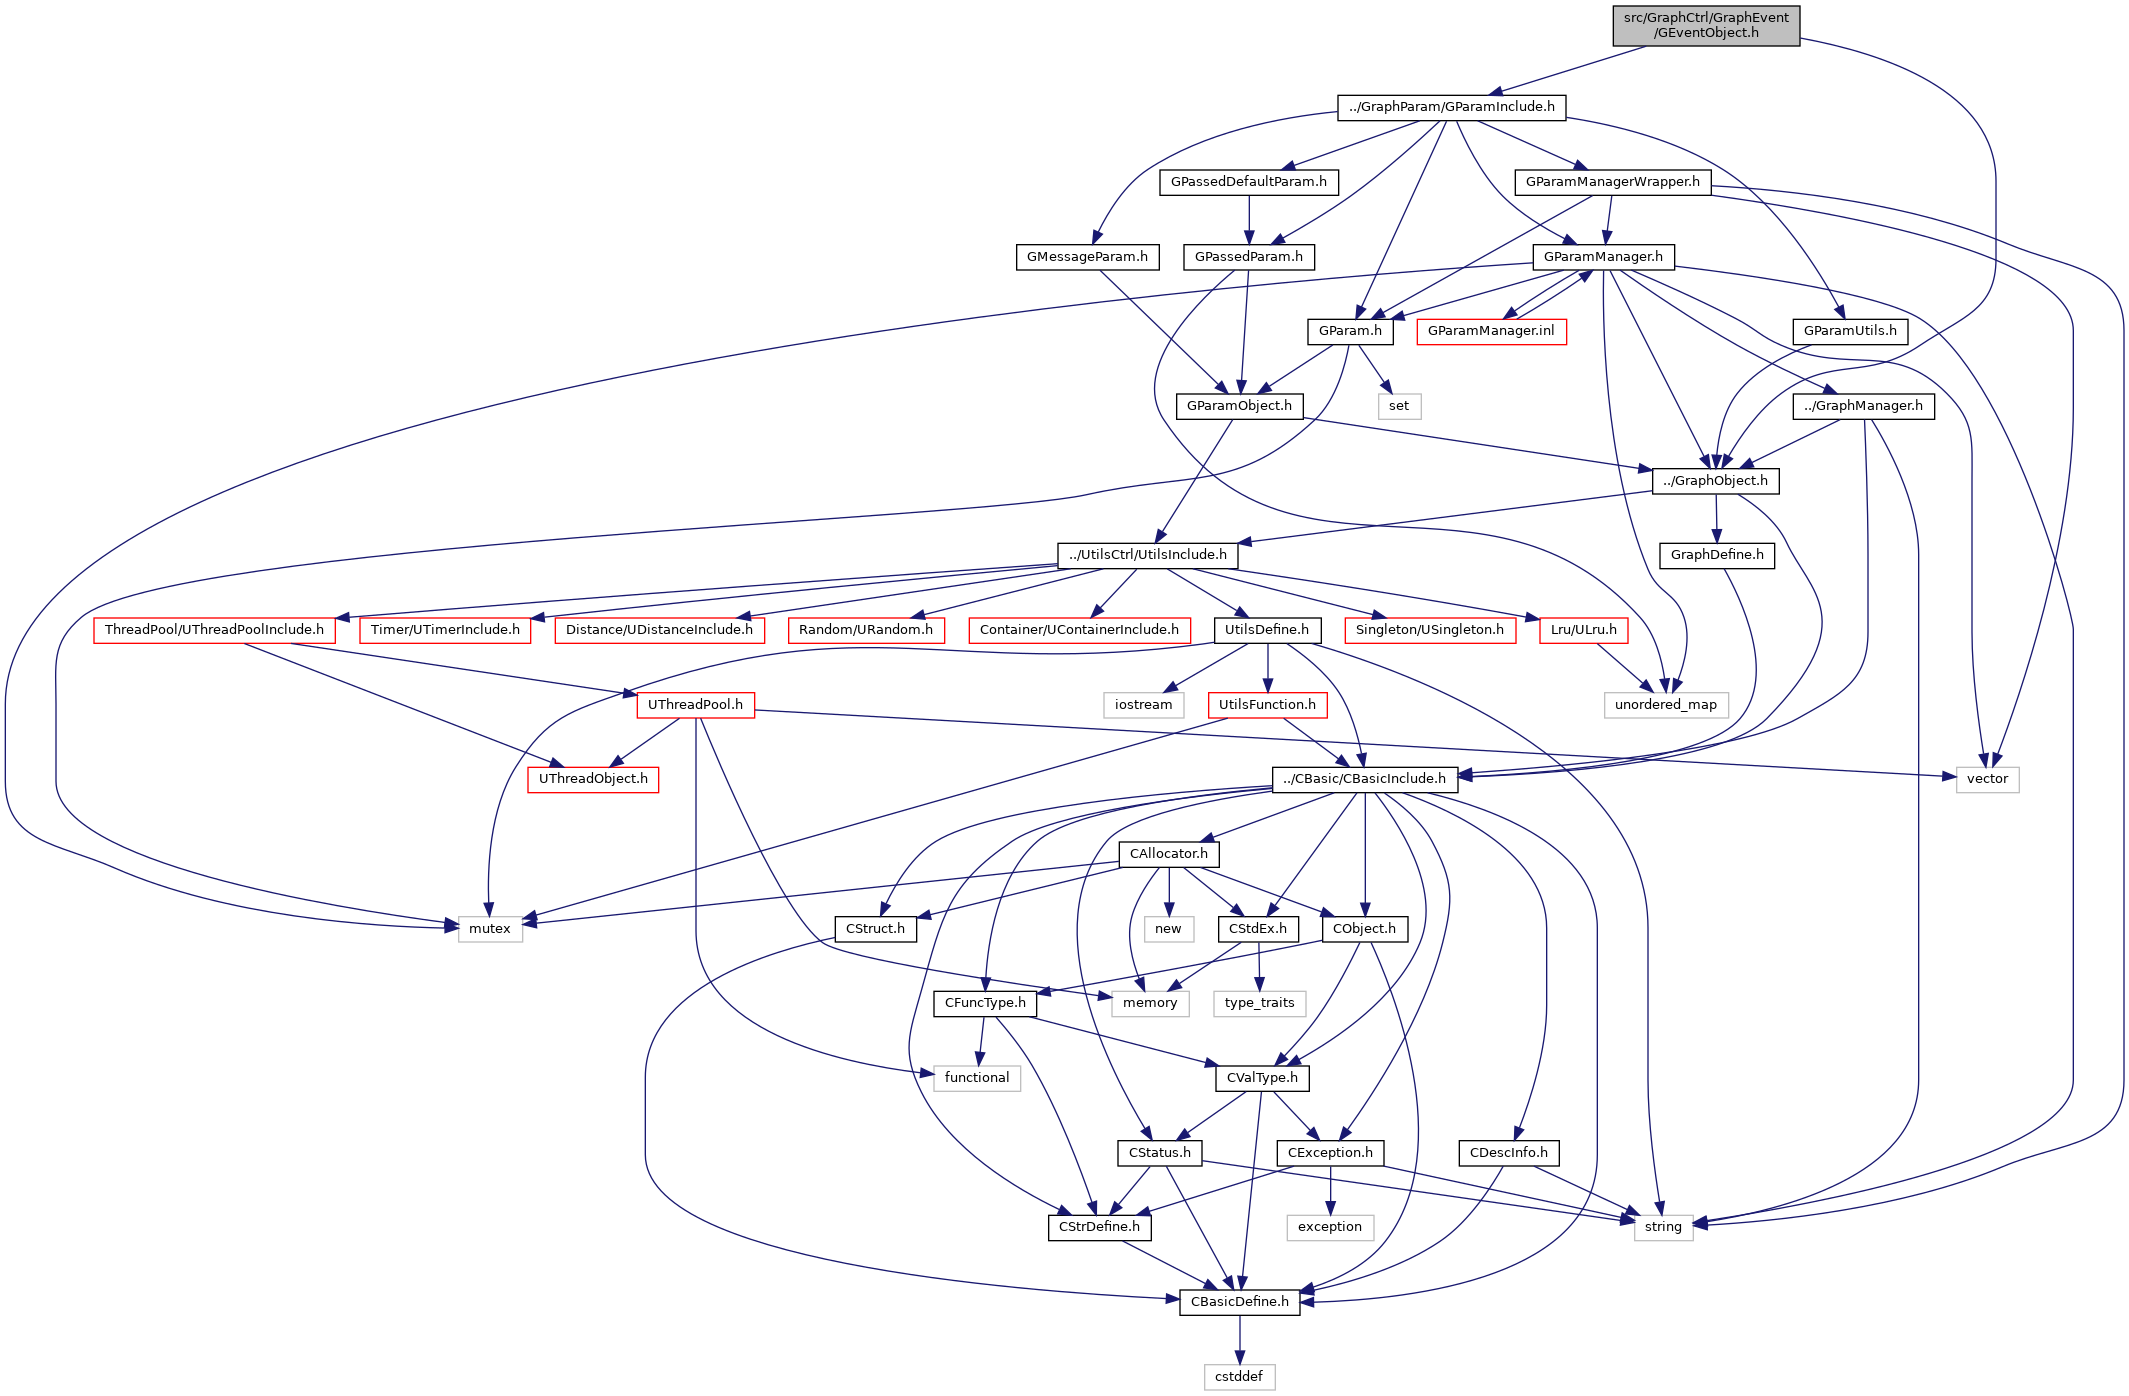 src/GraphCtrl/GraphEvent
/GEventObject.h
../GraphParam/GParamInclude.h
GPassedDefaultParam.h
GParamManagerWrapper.h
GMessageParam.h
GPassedParam.h
GParamManager.h
GParam.h
GParamManager.inl
GParamUtils.h
GParamObject.h
set
../GraphManager.h
../GraphObject.h
../UtilsCtrl/UtilsInclude.h
GraphDefine.h
ThreadPool/UThreadPoolInclude.h
Timer/UTimerInclude.h
Distance/UDistanceInclude.h
Random/URandom.h
Container/UContainerInclude.h
UtilsDefine.h
Singleton/USingleton.h
Lru/ULru.h
UThreadPool.h
iostream
UtilsFunction.h
unordered_map
UThreadObject.h
../CBasic/CBasicInclude.h
vector
CAllocator.h
mutex
CStruct.h
new
CStdEx.h
CObject.h
CFuncType.h
memory
type_traits
functional
CValType.h
CStatus.h
CException.h
CDescInfo.h
CStrDefine.h
exception
string
CBasicDefine.h
cstddef